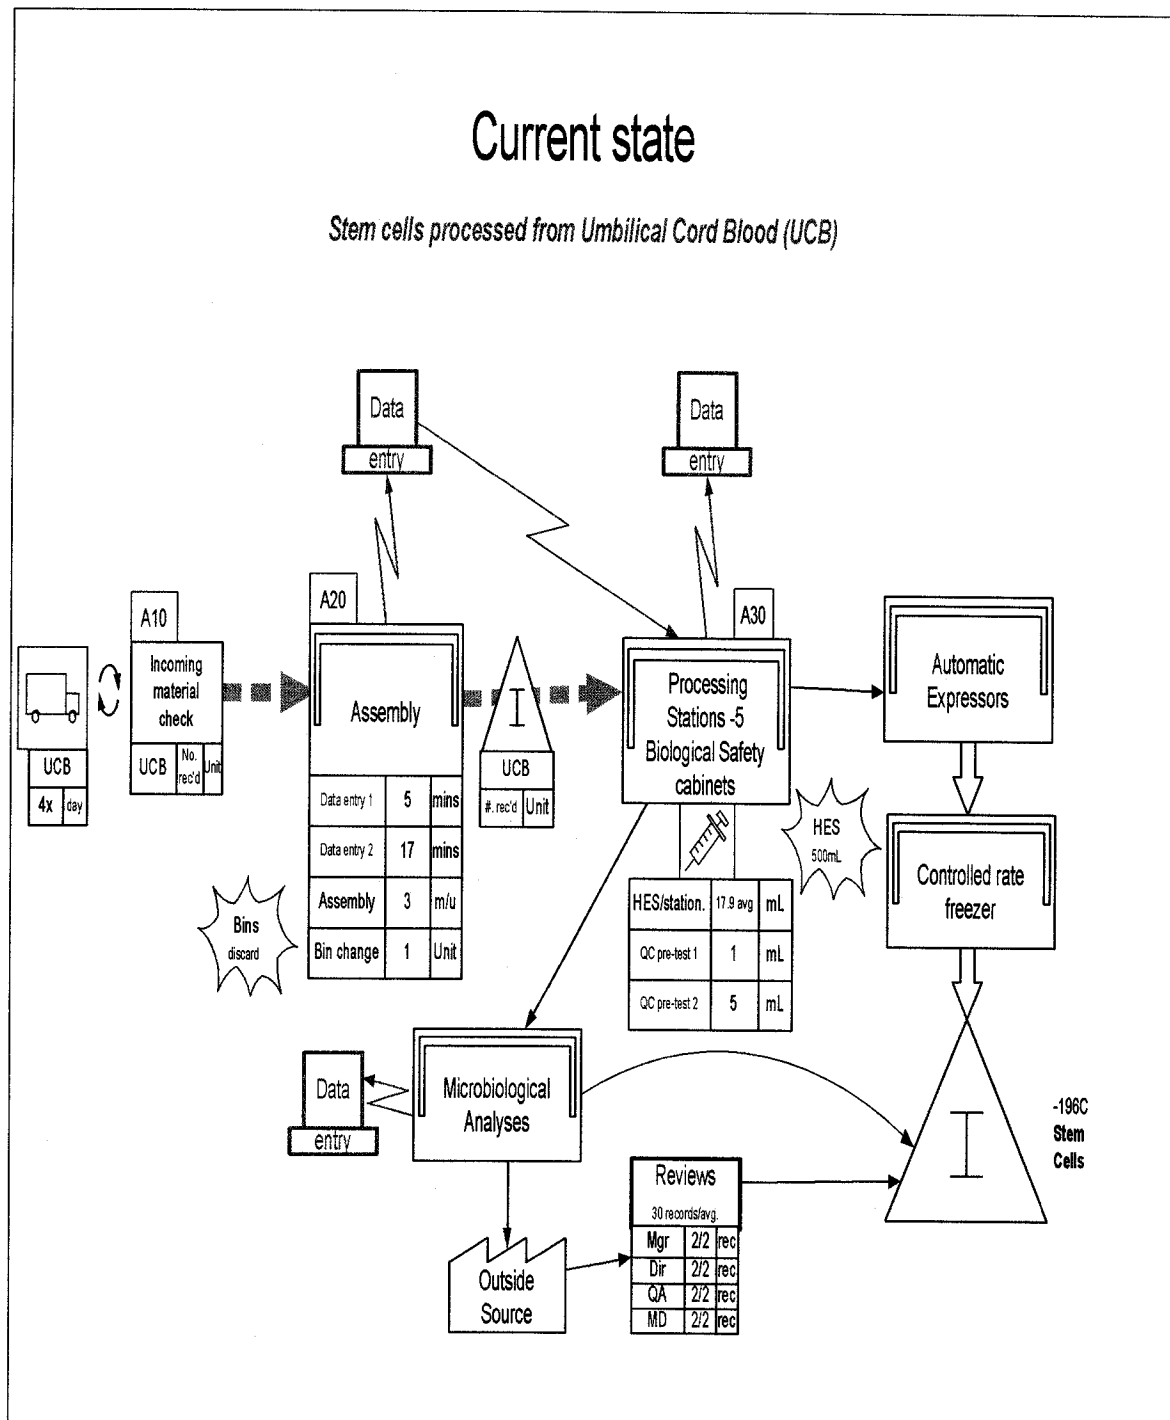 Current state
Stem cells processed from Umbilical Cord Blood (UCB)
Data
entry
Data
entry
A10
Incoming
material
check
UCB No. rec'd Unit
UCB
4x day
A20
Assembly
Data entry 1 5 mins
Data entry 2 17 mins
Assembly 3 m/u
Bin change 1 Unit
Bins
discard
I
UCB
#. rec'd Unit
A30
Processing
Stations -5
Biological Safety
cabinets
HES/station. 17.9 avg mL
QC pre-test 1 1 mL
QC pre-test 2 5 mL
HES
500mL
Automatic
Expressors
Controlled rate
freezer
I
-196C
Stem
Cells
Data
entry
Microbiological
Analyses
Outside
Source
Reviews
30 records/avg.
Mgr 2/2 rec
Dir 2/2 rec
QA 2/2 rec
MD 2/2 rec